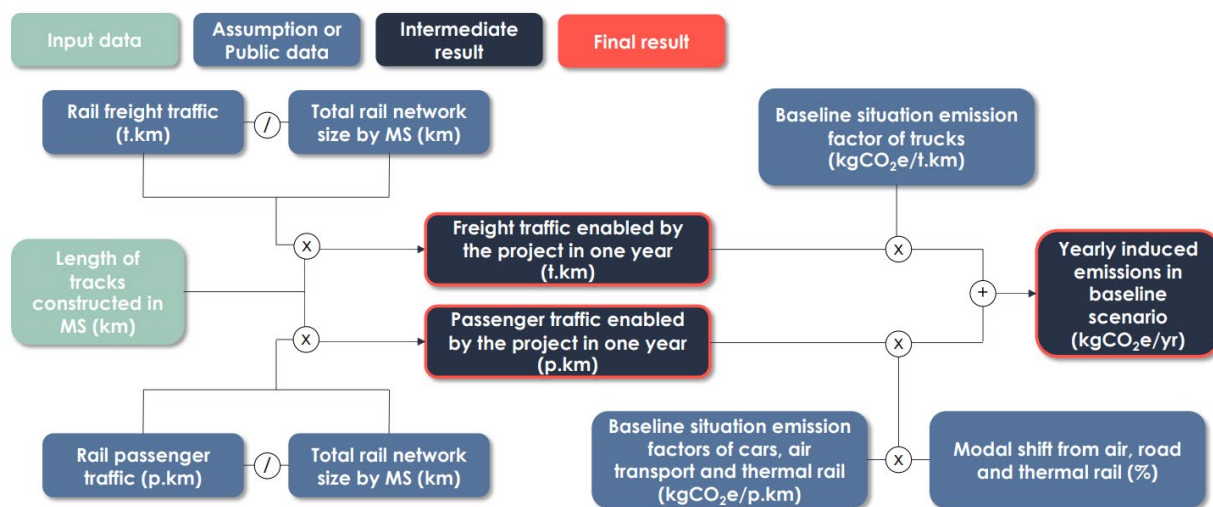 Input data
Assumption or
Public data
Intermediate
result
Final result
Rail freight traffic
(t.km)
/
Total rail network
size by MS (km)
Baseline situation emission
factor of trucks
(kgCO₂e/t.km)
x
Freight traffic enabled by
the project in one year
(t.km)
x
Length of
tracks
constructed in
MS (km)
+
Yearly induced
emissions in
baseline
scenario
(kgCO₂e/yr)
x
Passenger traffic enabled
by the project in one year
(p.km)
x
Rail passenger
traffic (p.km)
/
Total rail network
size by MS (km)
Baseline situation emission
factors of cars, air
transport and thermal rail
(kgCO₂e/p.km)
x
Modal shift from air, road
and thermal rail (%)